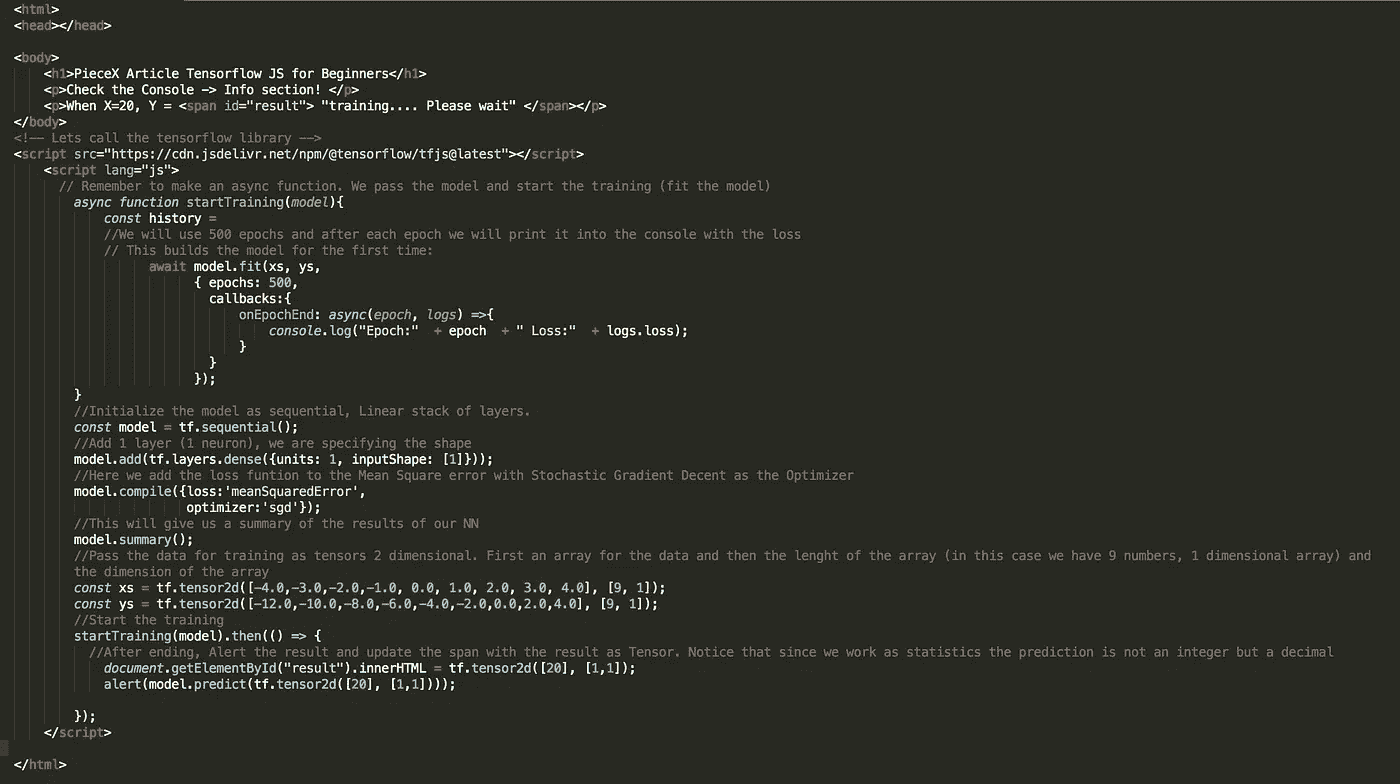 <html>
<head></head>
<body>
<h1>PieceX Article Tensorflow JS for Beginners</h1>
<p>Check the Console -> Info section! </p>
<p>When X=20, Y = <span id="result"> "training.... Please wait" </span></p>
</body>
<!-- Lets call the tensorflow library -->
<script src="https://cdn.jsdelivr.net/npm/@tensorflow/tfjs@latest"></script>
<script lang="js">
// Remember to make an async function. We pass the model and start the training (fit the model)
async function startTraining(model){
const history =
//We will use 500 epochs and after each epoch we will print it into the console with the loss
// This builds the model for the first time:
await model.fit(xs, ys,
{ epochs: 500,
callbacks:{
onEpochEnd: async(epoch, logs) =>{
console.log("Epoch:" + epoch + " Loss:" + logs.loss);
}
}
});
}
//Initialize the model as sequential, Linear stack of layers.
const model = tf.sequential();
//Add 1 layer (1 neuron), we are specifying the shape
model.add(tf.layers.dense({units: 1, inputShape: [1]}));
//Here we add the loss funtion to the Mean Square error with Stochastic Gradient Decent as the Optimizer
model.compile({loss:'meanSquaredError',
optimizer:'sgd'});
//This will give us a summary of the results of our NN
model.summary();
//Pass the data for training as tensors 2 dimensional. First an array for the data and then the lenght of the array (in this case we have 9 numbers, 1 dimensional array) and
the dimension of the array
const xs = tf.tensor2d([-4.0,-3.0,-2.0,-1.0, 0.0, 1.0, 2.0, 3.0, 4.0], [9, 1]);
const ys = tf.tensor2d([-12.0,-10.0,-8.0,-6.0,-4.0,-2.0,0.0,2.0,4.0], [9, 1]);
//Start the training
startTraining(model).then(() => {
//After ending, Alert the result and update the span with the result as Tensor. Notice that since we work as statistics the prediction is not an integer but a decimal
document.getElementById("result").innerHTML = tf.tensor2d([20], [1,1]);
alert(model.predict(tf.tensor2d([20], [1,1])));
});
</script>
</html>